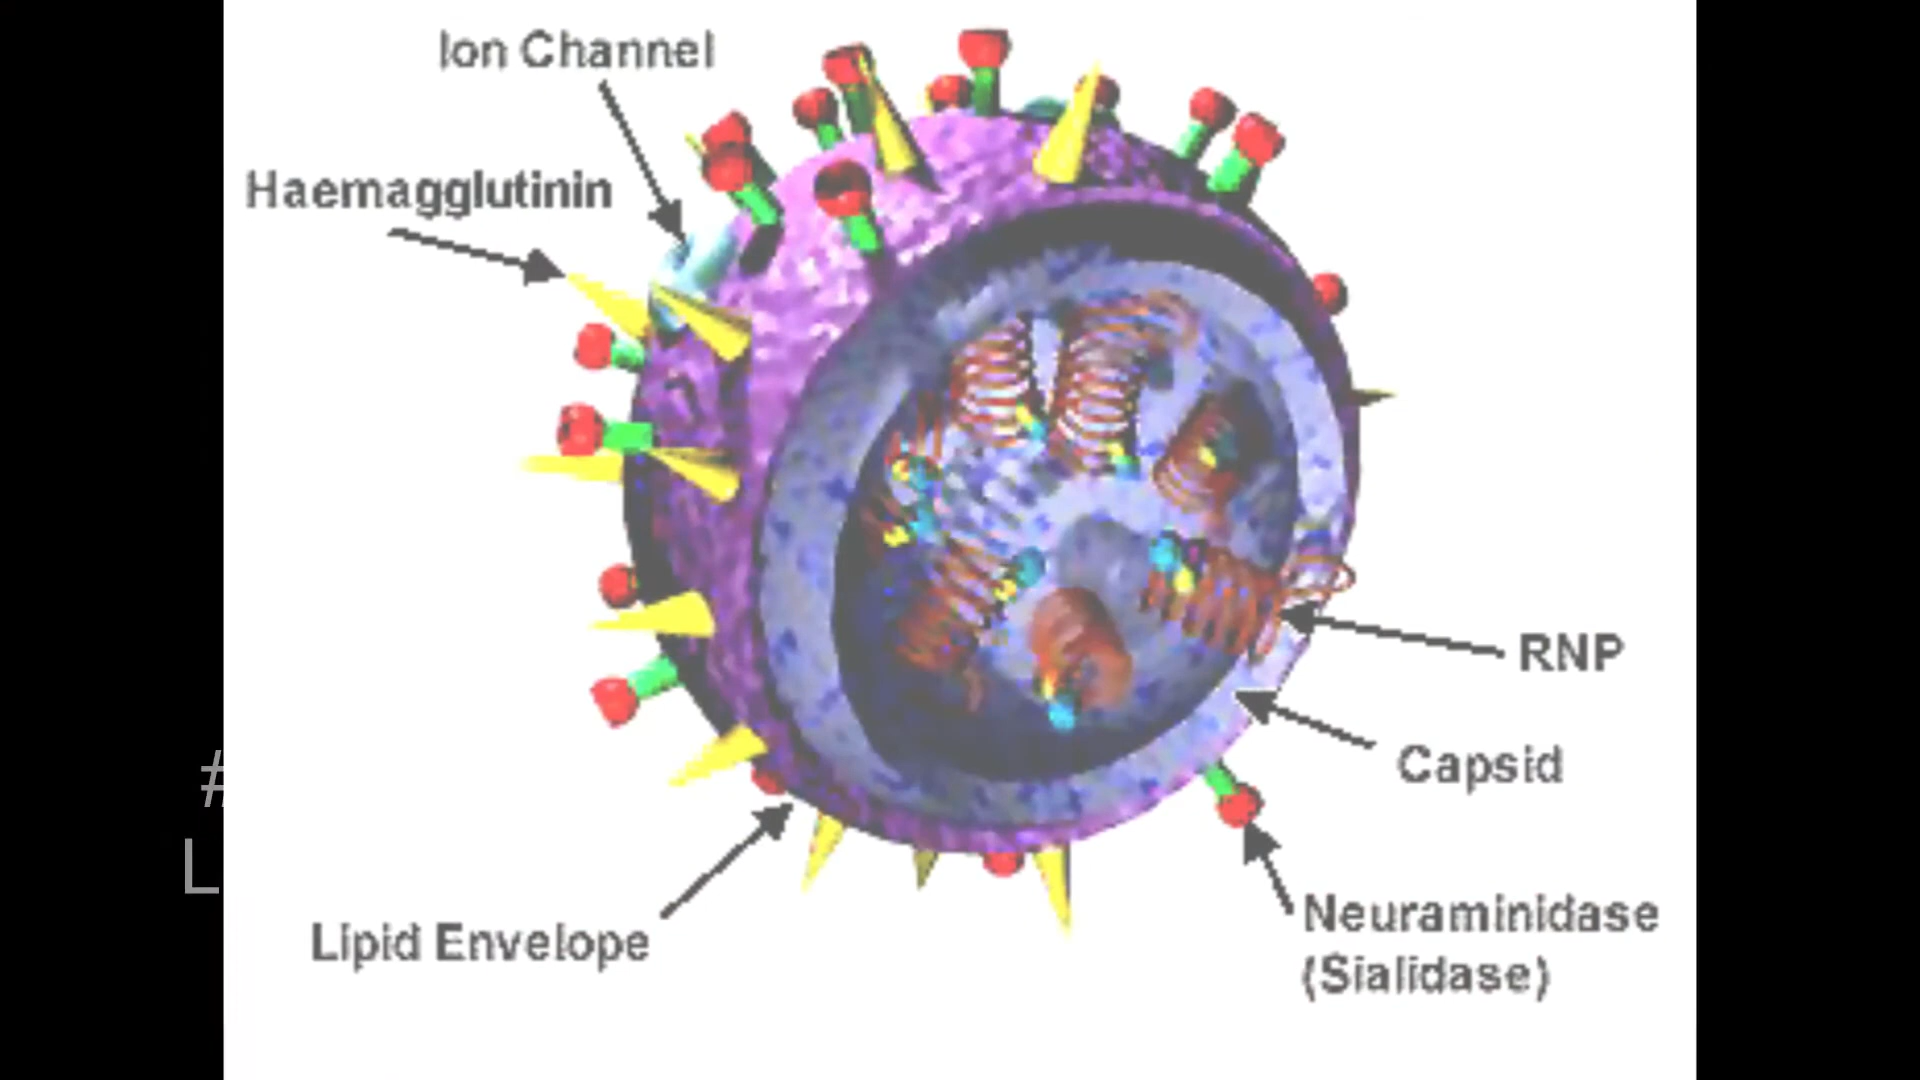 Ion Channel
Haemagglutinin
RNP
Capsid
#
L
Neuraminidase
(Sialidase)
Lipid Envelope